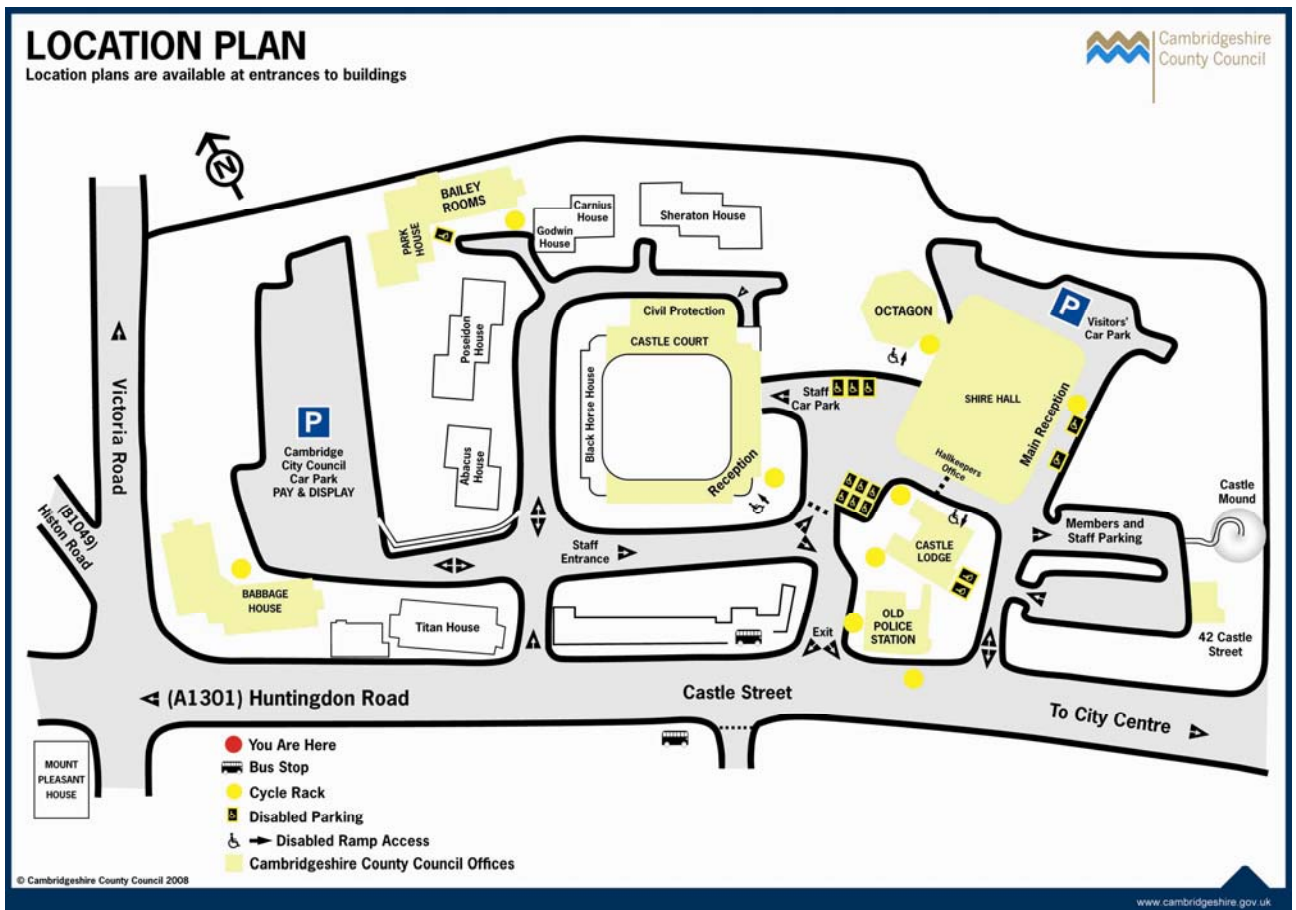 LOCATION PLAN
Location plans are available at entrances to buildings
Cambridgeshire
County Council
N
BAILEY
ROOMS
PARK
HOUSE
Carnius
House
Godwin
House
Sheraton House
Civil Protection
CASTLE COURT
Black Horse House
Reception
Poseidon
House
Abacus
House
OCTAGON
P
Visitors'
Car Park
Staff
Car Park
SHIRE HALL
Main Reception
Hallkeepers
Office
Victoria Road
P
Cambridge
City Council
Car Park
PAY & DISPLAY
(B1049)
Histon Road
Castle
Mound
Members and
Staff Parking
Staff
Entrance
CASTLE
LODGE
BABBAGE
HOUSE
Titan House
OLD
POLICE
STATION
Exit
42 Castle
Street
(A1301) Huntingdon Road
Castle Street
To City Centre
MOUNT
PLEASANT
HOUSE
You Are Here
Bus Stop
Cycle Rack
Disabled Parking
Disabled Ramp Access
Cambridgeshire County Council Offices
© Cambridgeshire County Council 2008
www.cambridgeshire.gov.uk